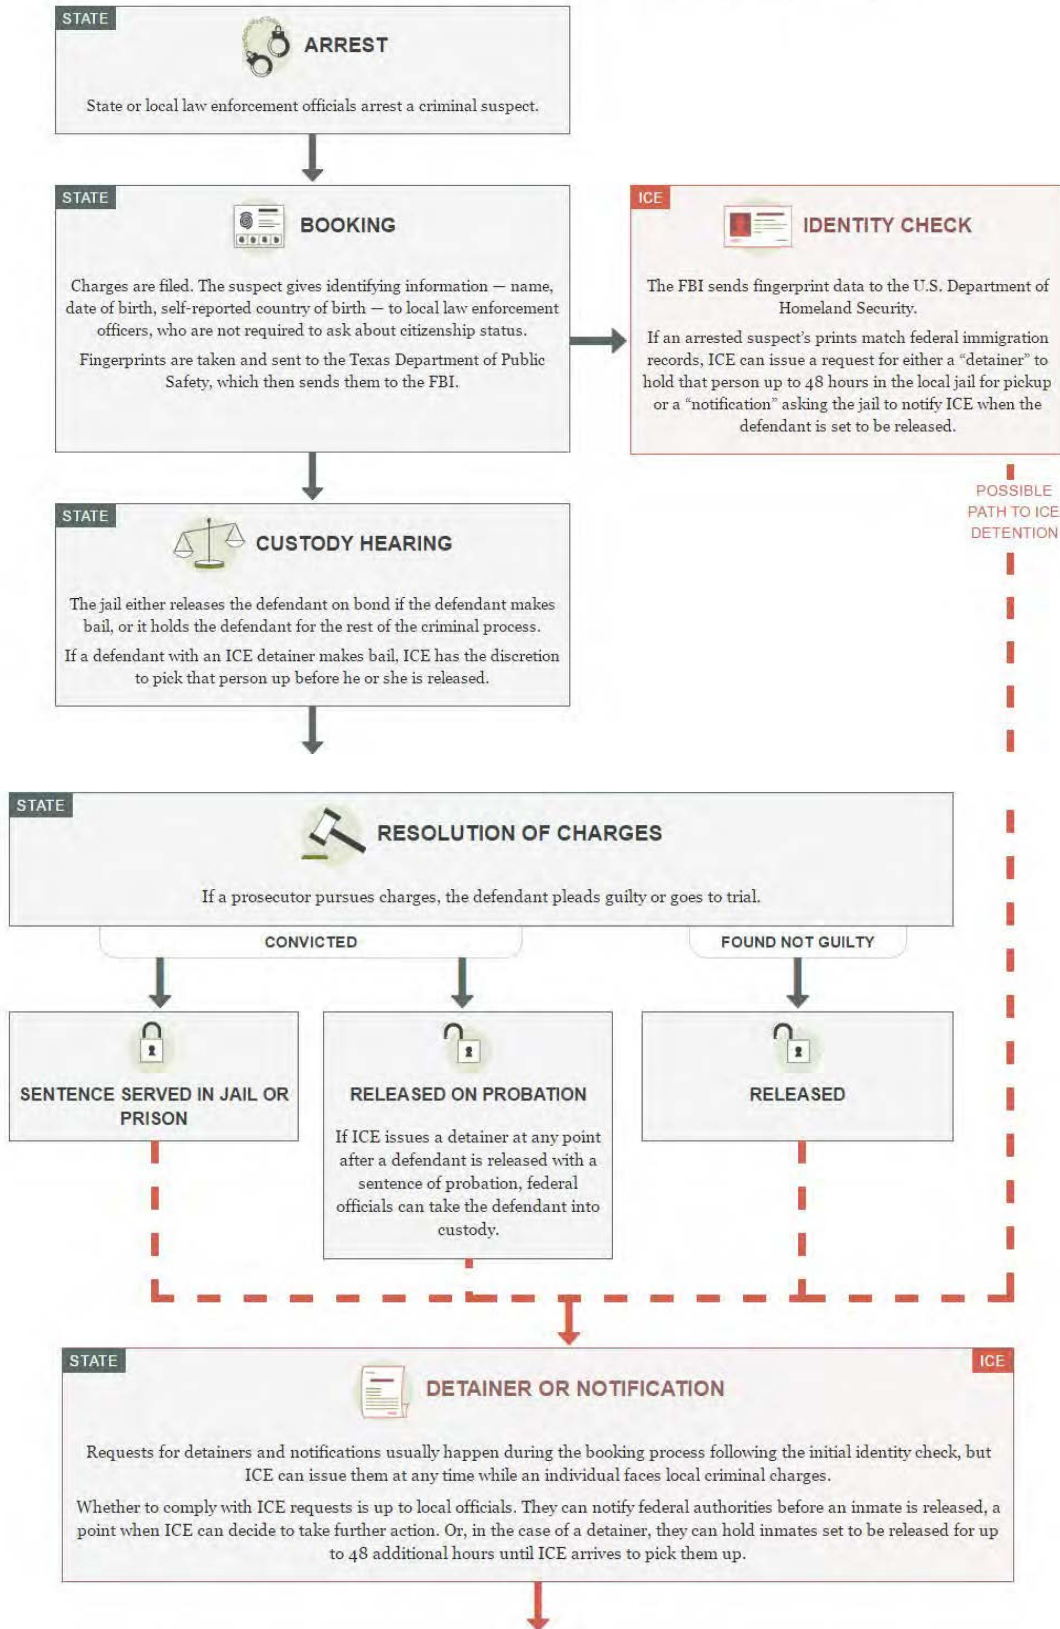 STATE
ARREST
State or local law enforcement officials arrest a criminal suspect.
STATE
BOOKING
Charges are filed. The suspect gives identifying information — name,
date of birth, self-reported country of birth — to local law enforcement
officers, who are not required to ask about citizenship status.
Fingerprints are taken and sent to the Texas Department of Public
Safety, which then sends them to the FBI.
ICE
IDENTITY CHECK
The FBI sends fingerprint data to the U.S. Department of
Homeland Security.
If an arrested suspect's prints match federal immigration
records, ICE can issue a request for either a “detainer” to
hold that person up to 48 hours in the local jail for pickup
or a “notification” asking the jail to notify ICE when the
defendant is set to be released.
POSSIBLE
PATH TO ICE
DETENTION
STATE
CUSTODY HEARING
The jail either releases the defendant on bond if the defendant makes
bail, or it holds the defendant for the rest of the criminal process.
If a defendant with an ICE detainer makes bail, ICE has the discretion
to pick that person up before he or she is released.
STATE
RESOLUTION OF CHARGES
If a prosecutor pursues charges, the defendant pleads guilty or goes to trial.
CONVICTED
FOUND NOT GUILTY
SENTENCE SERVED IN JAIL OR
PRISON
RELEASED ON PROBATION
If ICE issues a detainer at any point
after a defendant is released with a
sentence of probation, federal
officials can take the defendant into
custody.
RELEASED
STATE
ICE
DETAINER OR NOTIFICATION
Requests for detainers and notifications usually happen during the booking process following the initial identity check, but
ICE can issue them at any time while an individual faces local criminal charges.
Whether to comply with ICE requests is up to local officials. They can notify federal authorities before an inmate is released, a
point when ICE can decide to take further action. Or, in the case of a detainer, they can hold inmates set to be released for up
to 48 additional hours until ICE arrives to pick them up.